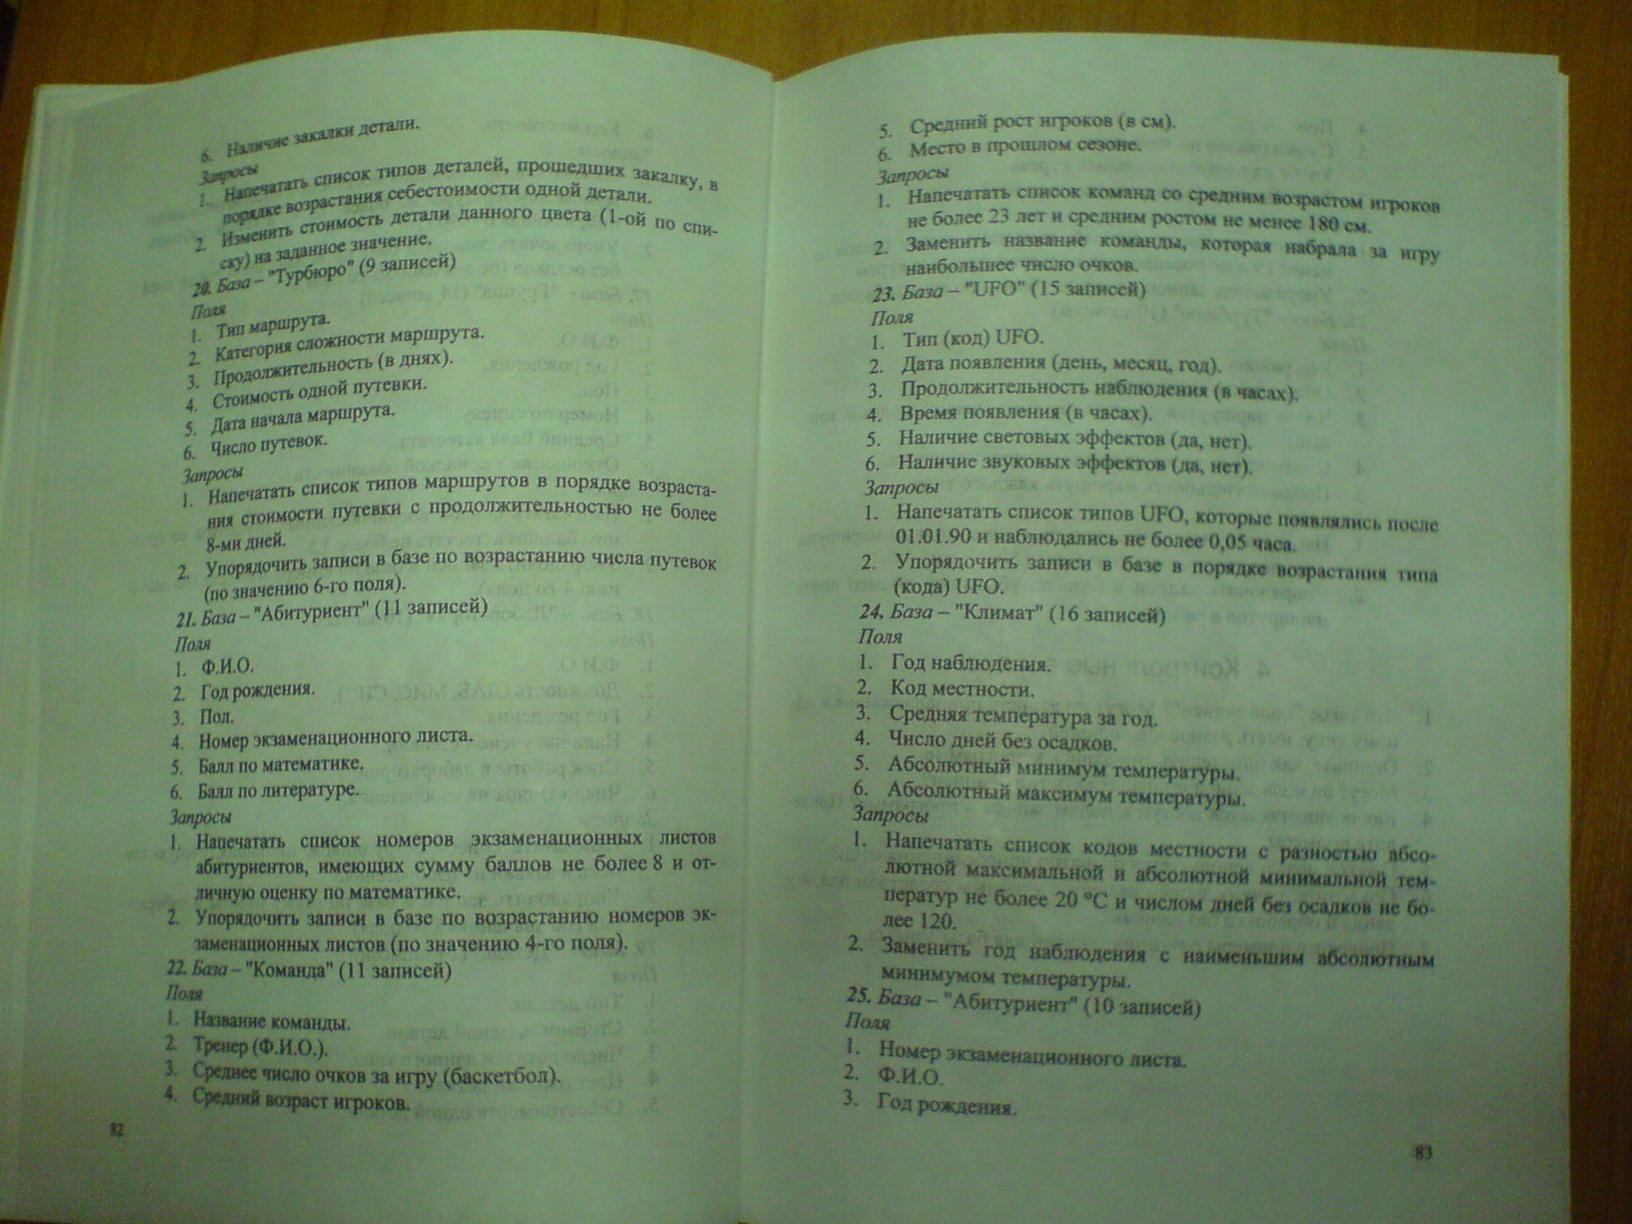 6. Наличие закалки детали.
Запросы
1. Напечатать список типов деталей, прошедших закалку, в
порядке возрастания себестоимости одной детали.
2. Изменить стоимость детали данного цвета (1-ой по спи-
ску) на заданное значение.
20. База – "Турбюро" (9 записей)
Поля
1. Тип маршрута.
2. Категория сложности маршрута.
3. Продолжительность (в днях).
4. Стоимость одной путевки.
5. Дата начала маршрута.
6. Число путевок.
Запросы
1. Напечатать список типов маршрутов в порядке возраста-
ния стоимости путевки с продолжительностью не более
8-ми дней.
2. Упорядочить записи в базе по возрастанию числа путевок
(по значению 6-го поля).
21. База – "Абитуриент" (11 записей)
Поля
1. Ф.И.О.
2. Год рождения.
3. Пол.
4. Номер экзаменационного листа.
5. Балл по математике.
6. Балл по литературе.
Запросы
1. Напечатать список номеров экзаменационных листов
абитуриентов, имеющих сумму баллов не более 8 и от-
личную оценку по математике.
2. Упорядочить записи в базе по возрастанию номеров эк-
заменационных листов (по значению 4-го поля).
22. База – "Команда" (11 записей)
Поля
1. Название команды.
2. Тренер (Ф.И.О.).
3. Среднее число очков за игру (баскетбол).
4. Средний возраст игроков.
82
5. Средний рост игроков (в см).
6. Место в прошлом сезоне.
Запросы
1. Напечатать список команд со средним возрастом игроков
не более 23 лет и средним ростом не менее 180 см.
2. Заменить название команды, которая набрала за игру
наибольшее число очков.
23. База – "UFO" (15 записей)
Поля
1. Тип (код) UFO.
2. Дата появления (день, месяц, год).
3. Продолжительность наблюдения (в часах).
4. Время появления (в часах).
5. Наличие световых эффектов (да, нет).
6. Наличие звуковых эффектов (да, нет).
Запросы
1. Напечатать список типов UFO, которые появлялись после
01.01.90 и наблюдались не более 0,05 часа.
2. Упорядочить записи в базе в порядке возрастания типа
(кода) UFO.
24. База – "Климат" (16 записей)
Поля
1. Год наблюдения.
2. Код местности.
3. Средняя температура за год.
4. Число дней без осадков.
5. Абсолютный минимум температуры.
6. Абсолютный максимум температуры.
Запросы
1. Напечатать список кодов местности с разностью абсо-
лютной максимальной и абсолютной минимальной тем-
ператур не более 20 °С и числом дней без осадков не бо-
лее 120.
2. Заменить год наблюдения с наименьшим абсолютным
минимумом температуры.
25. База – "Абитуриент" (10 записей)
Поля
1. Номер экзаменационного листа.
2. Ф.И.О.
3. Год рождения.
83